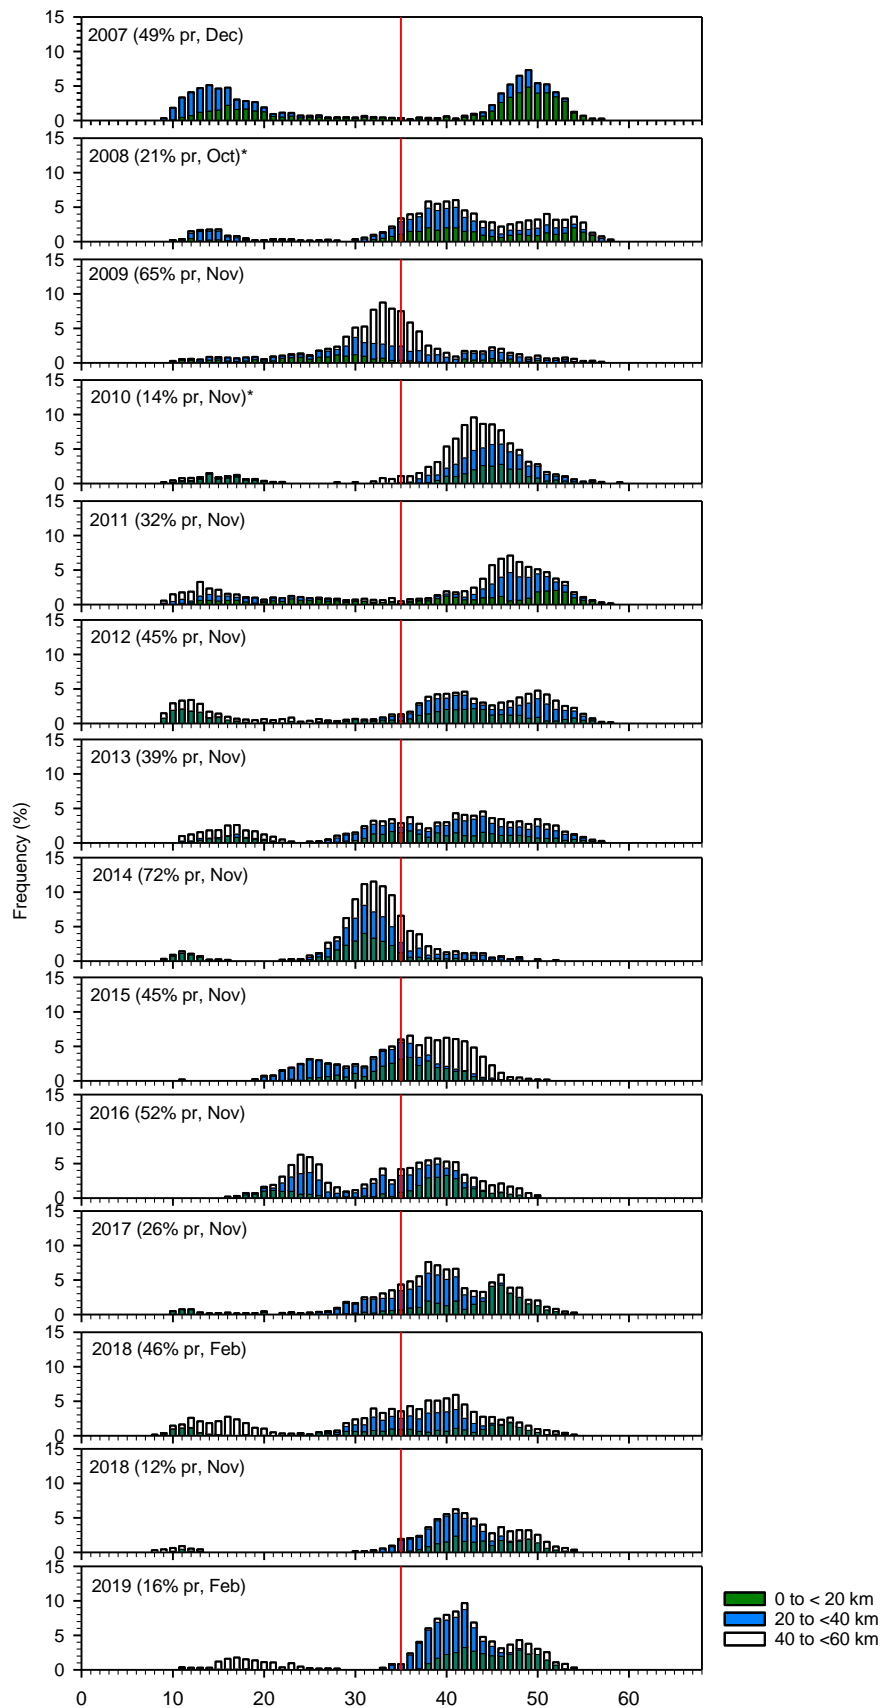 15
10
5
0
2007 (49% pr, Dec)
15
10
5
0
2008 (21% pr, Oct)*
15
10
5
0
2009 (65% pr, Nov)
15
10
5
0
2010 (14% pr, Nov)*
15
10
5
0
2011 (32% pr, Nov)
15
10
5
0
2012 (45% pr, Nov)
15
10
5
0
2013 (39% pr, Nov)
Frequency (%)
15
10
5
0
2014 (72% pr, Nov)
15
10
5
0
2015 (45% pr, Nov)
15
10
5
0
2016 (52% pr, Nov)
15
10
5
0
2017 (26% pr, Nov)
15
10
5
0
2018 (46% pr, Feb)
15
10
5
0
2018 (12% pr, Nov)
15
10
5
0
2019 (16% pr, Feb)
0 10 20 30 40 50 60
0 to < 20 km
20 to <40 km
40 to <60 km